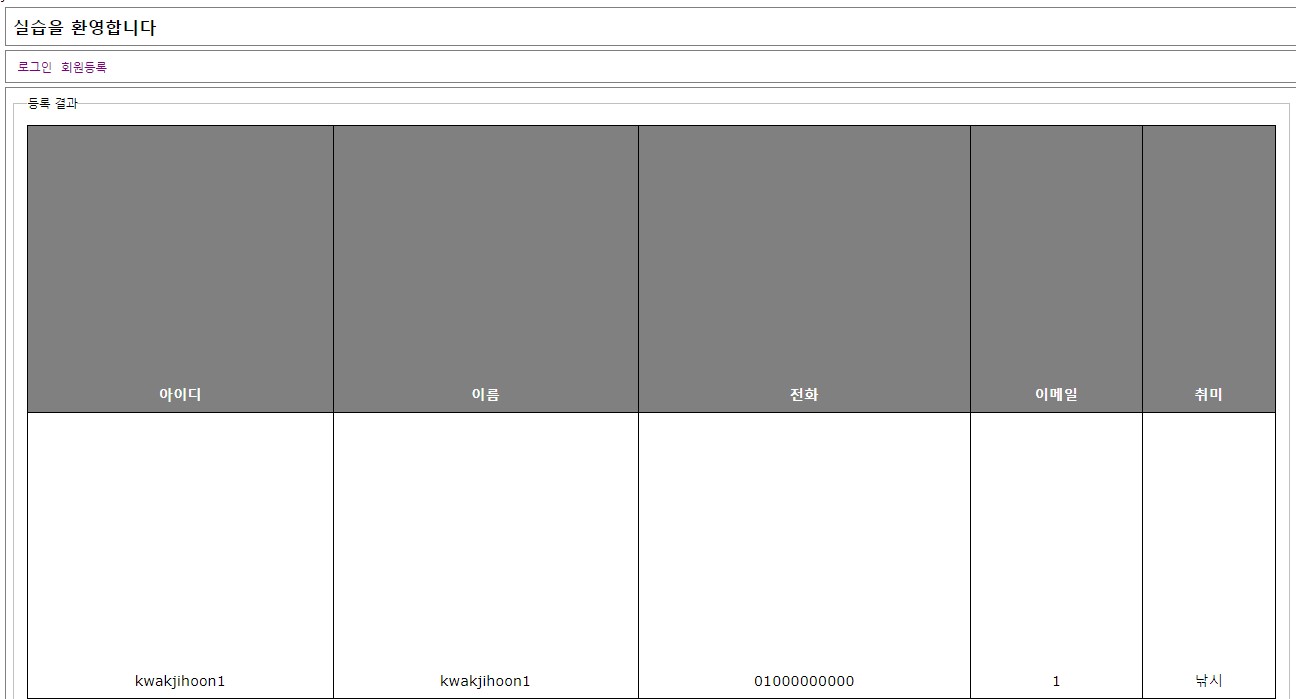 실습을 환영합니다
로그인 회원등록
등록 결과
아이디 이름 전화 이메일 취미
kwakjihoon1 kwakjihoon1 01000000000 1 낚시